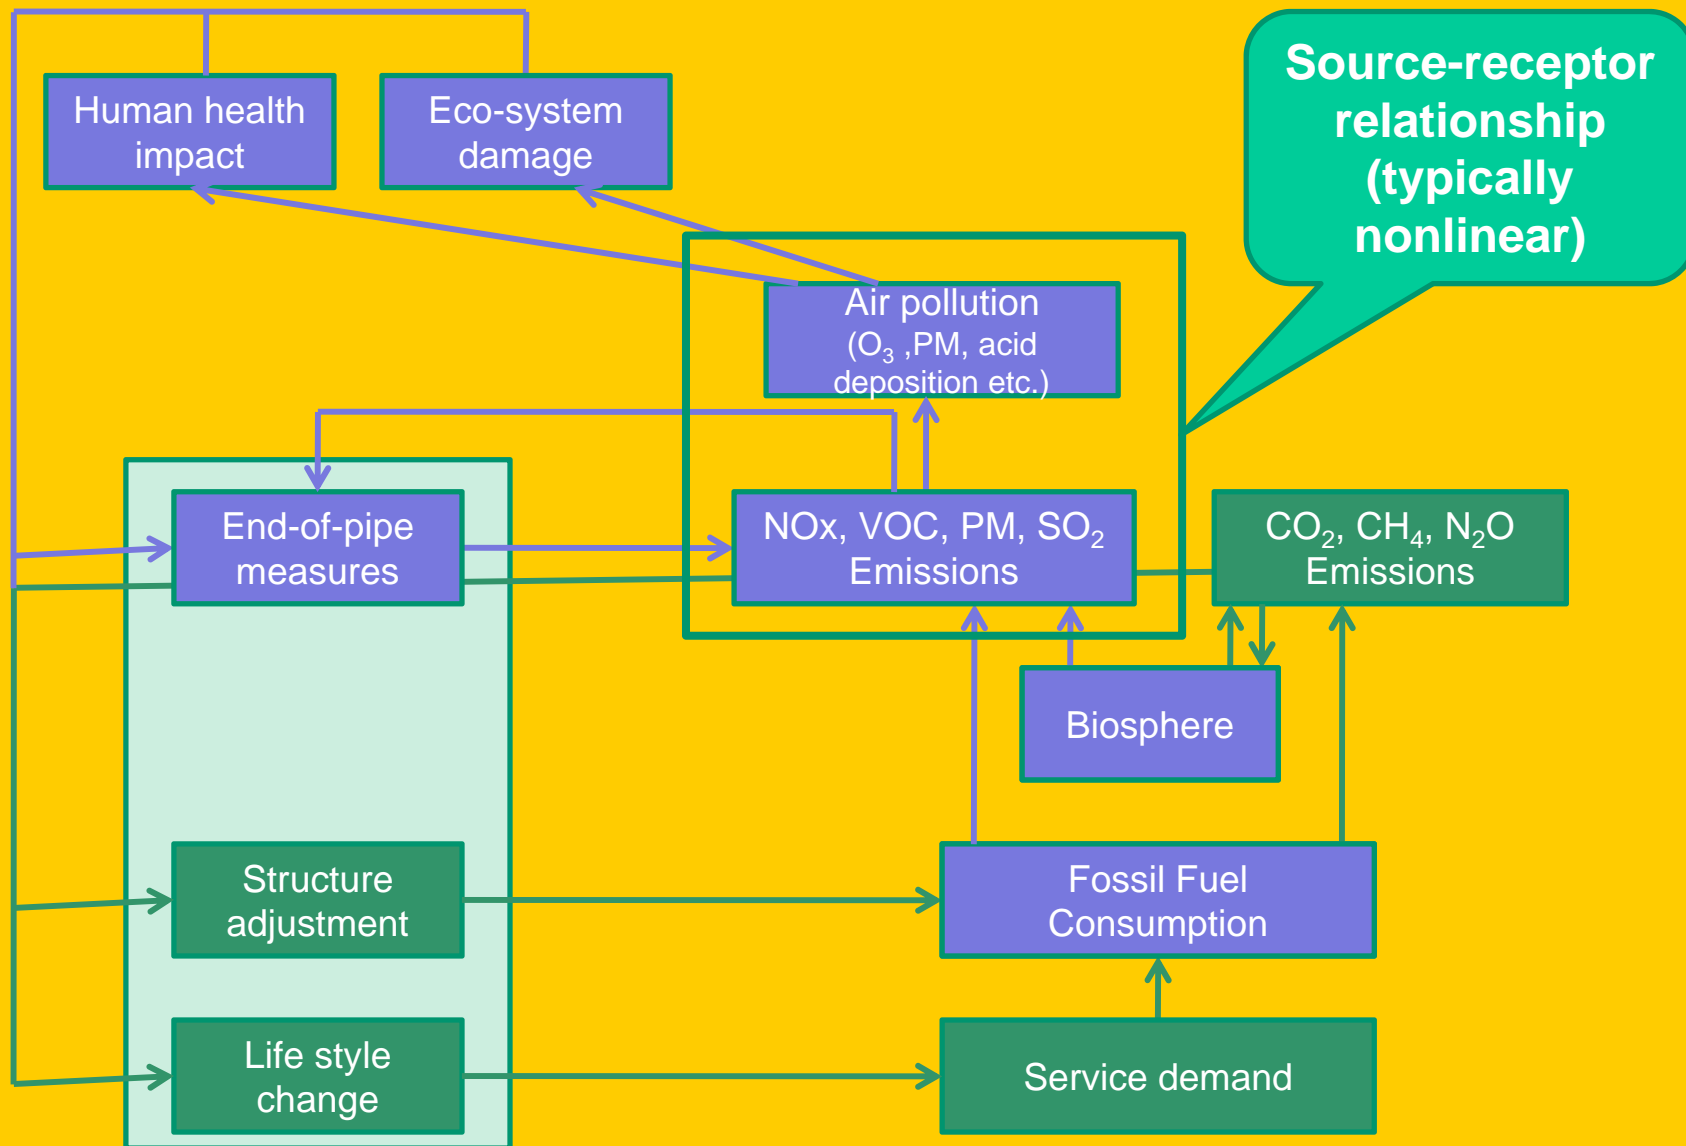 Source-receptor
relationship
(typically
nonlinear)
Human health
impact
Eco-system
damage
Air pollution
(O₃ ,PM, acid
deposition etc.)
End-of-pipe
measures
NOx, VOC, PM, SO₂
Emissions
CO₂, CH₄, N₂O
Emissions
Biosphere
Structure
adjustment
Fossil Fuel
Consumption
Life style
change
Service demand